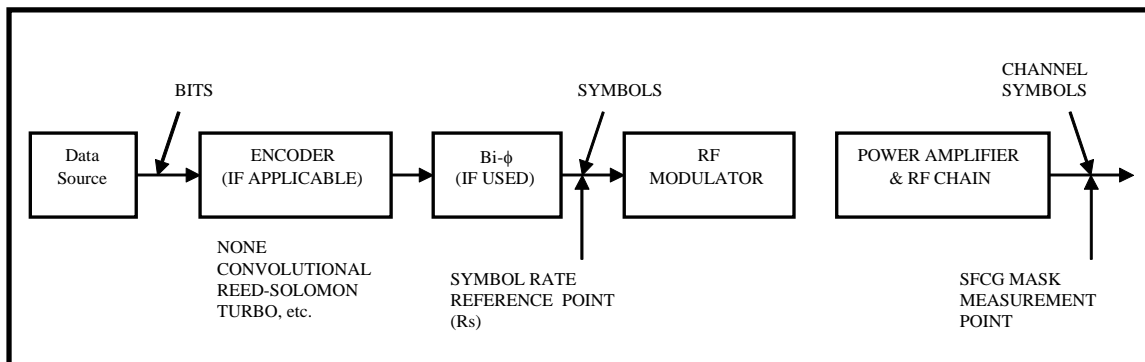 BITS
SYMBOLS
CHANNEL
SYMBOLS
Data
Source
ENCODER
(IF APPLICABLE)
Bi-ϕ
(IF USED)
RF
MODULATOR
POWER AMPLIFIER
& RF CHAIN
NONE
CONVOLUTIONAL
REED-SOLOMON
TURBO, etc.
SYMBOL RATE
REFERENCE POINT
(Rs)
SFCG MASK
MEASUREMENT
POINT